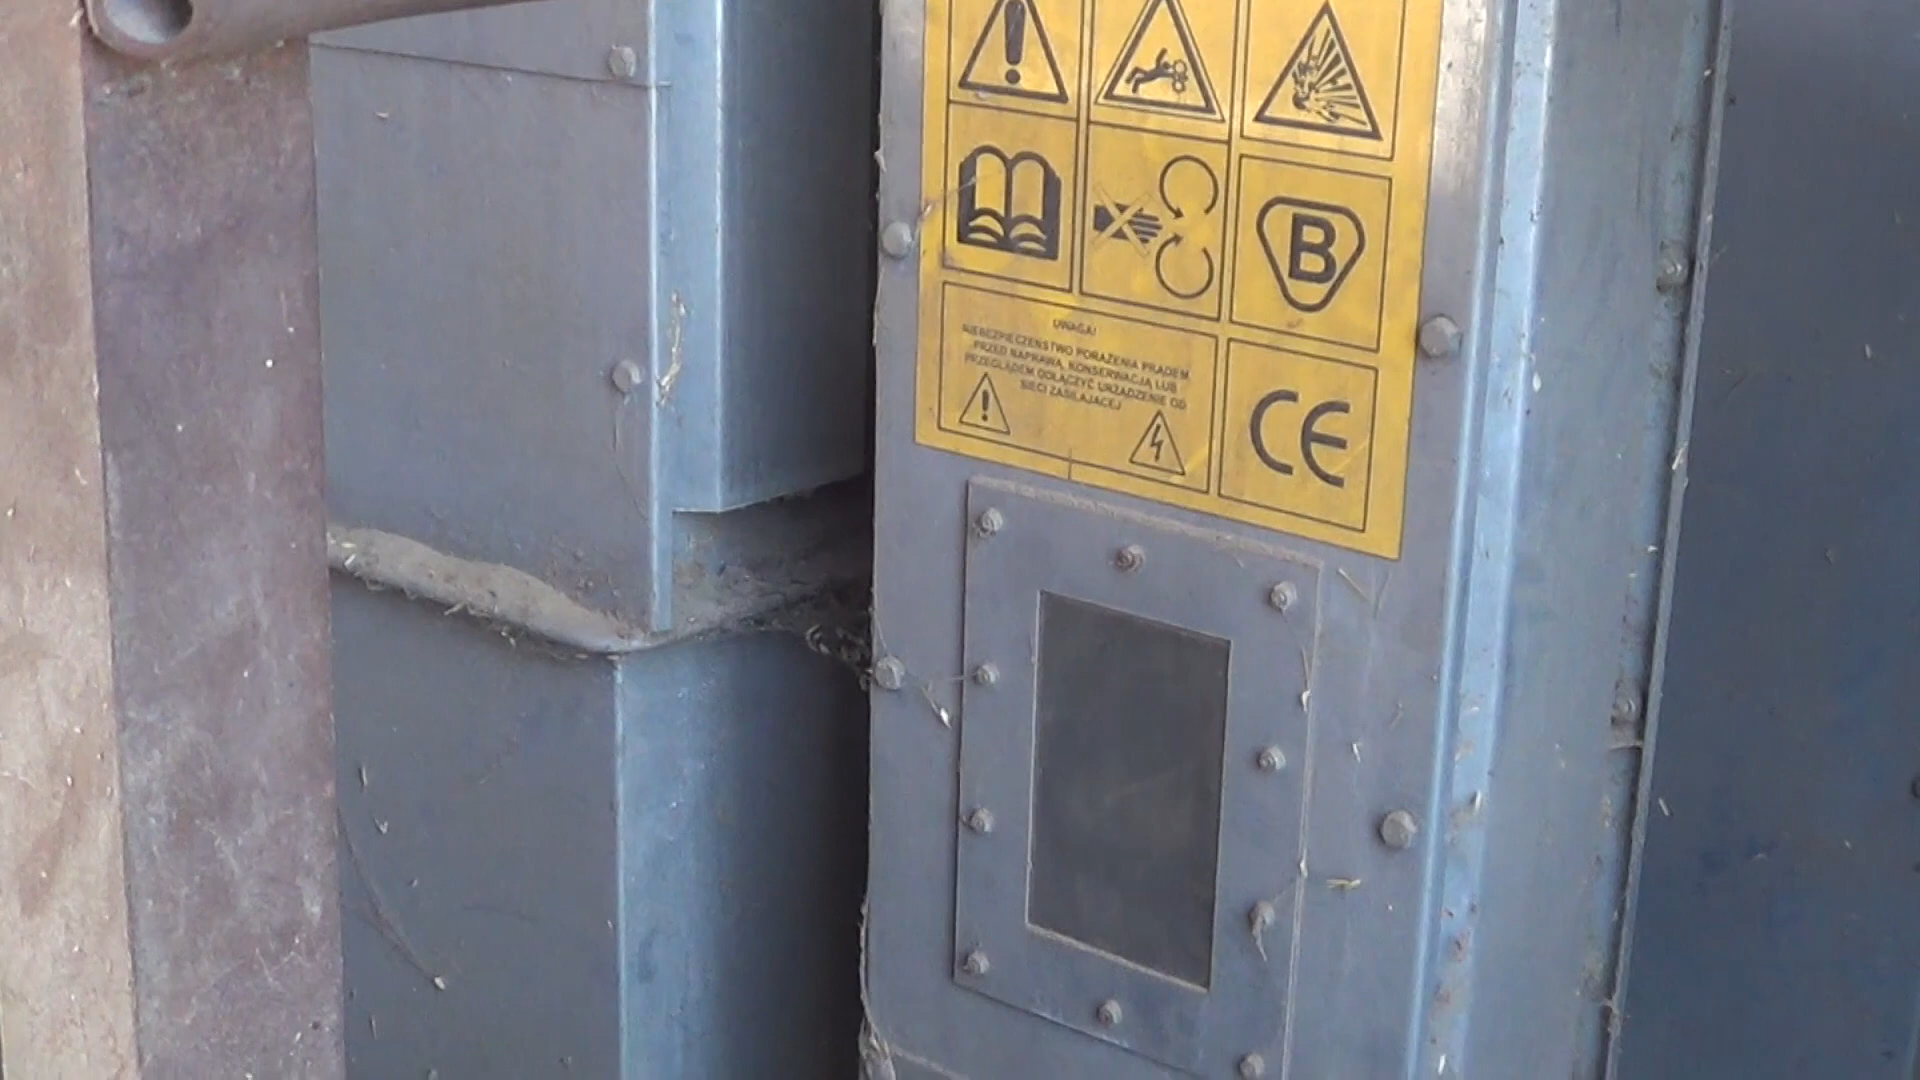 B
UWAGA!
NIEBEZPIECZEŃSTWO PORAŻENIA PRĄDEM
PRZED NAPRAWĄ, KONSERWACJĄ LUB
PRZEGLĄDEM ODŁĄCZYĆ URZĄDZENIE OD
SIECI ZASILAJĄCEJ
CE